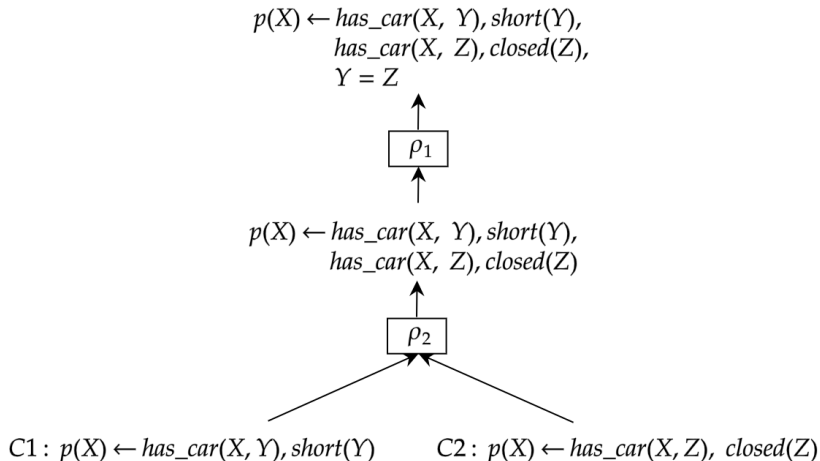 p(X) ← has_car(X, Y), short(Y),
has_car(X, Z), closed(Z),
Y = Z
ρ₁
p(X) ← has_car(X, Y), short(Y),
has_car(X, Z), closed(Z)
ρ₂
C1: p(X) ← has_car(X, Y), short(Y)
C2: p(X) ← has_car(X, Z), closed(Z)